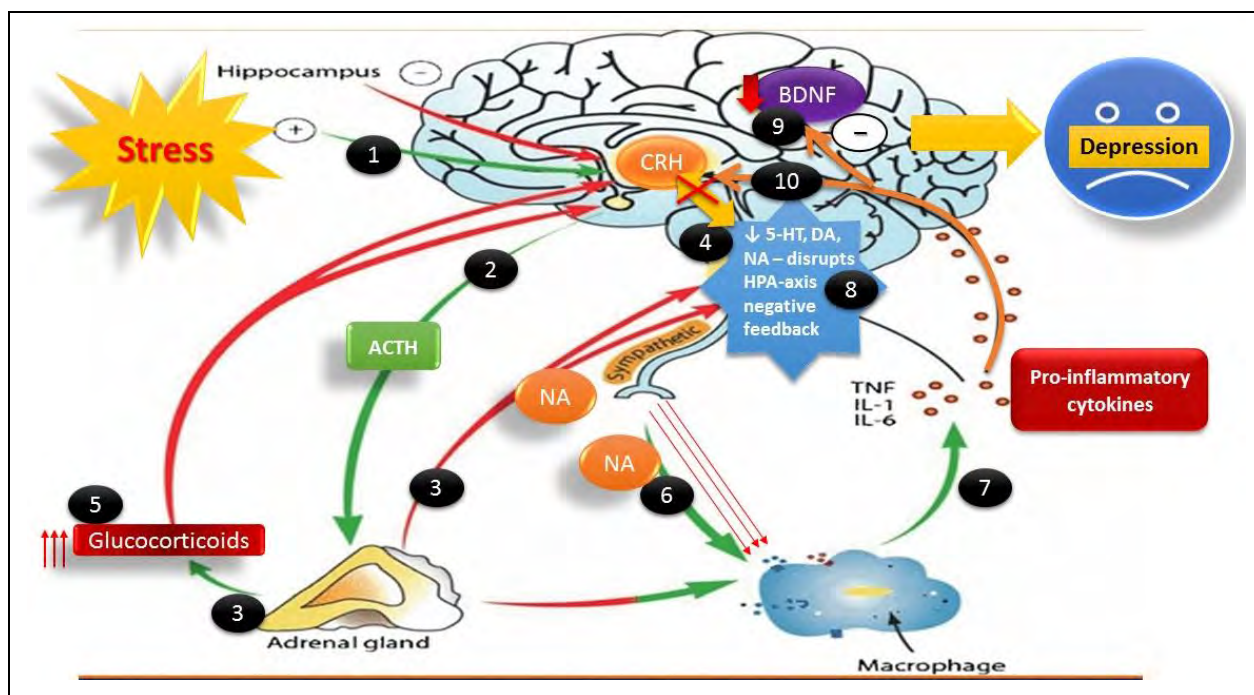 Hippocampus −
BDNF
9
−
+
Stress
1
CRH
10
Depression
4
↓ 5-HT, DA,
NA – disrupts
HPA-axis
negative
feedback
8
2
ACTH
Sympathetic
NA
TNF
IL-1
IL-6
Pro-inflammatory
cytokines
NA
3
6
7
5
Glucocorticoids
3
Adrenal gland
Macrophage